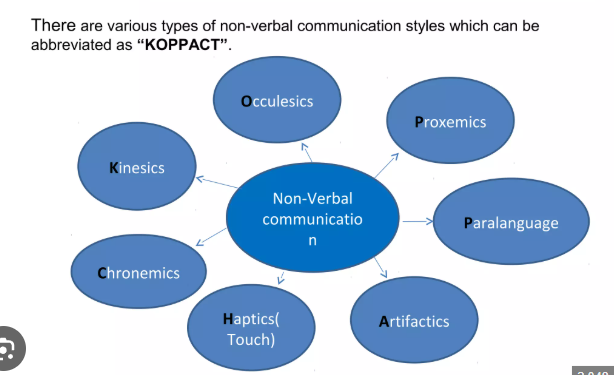 There are various types of non-verbal communication styles which can be
abbreviated as “KOPPACT”.
Occulesics
Proxemics
Kinesics
Non-Verbal
communicatio
n
Paralanguage
Chronemics
Haptics(
Touch)
Artifactics